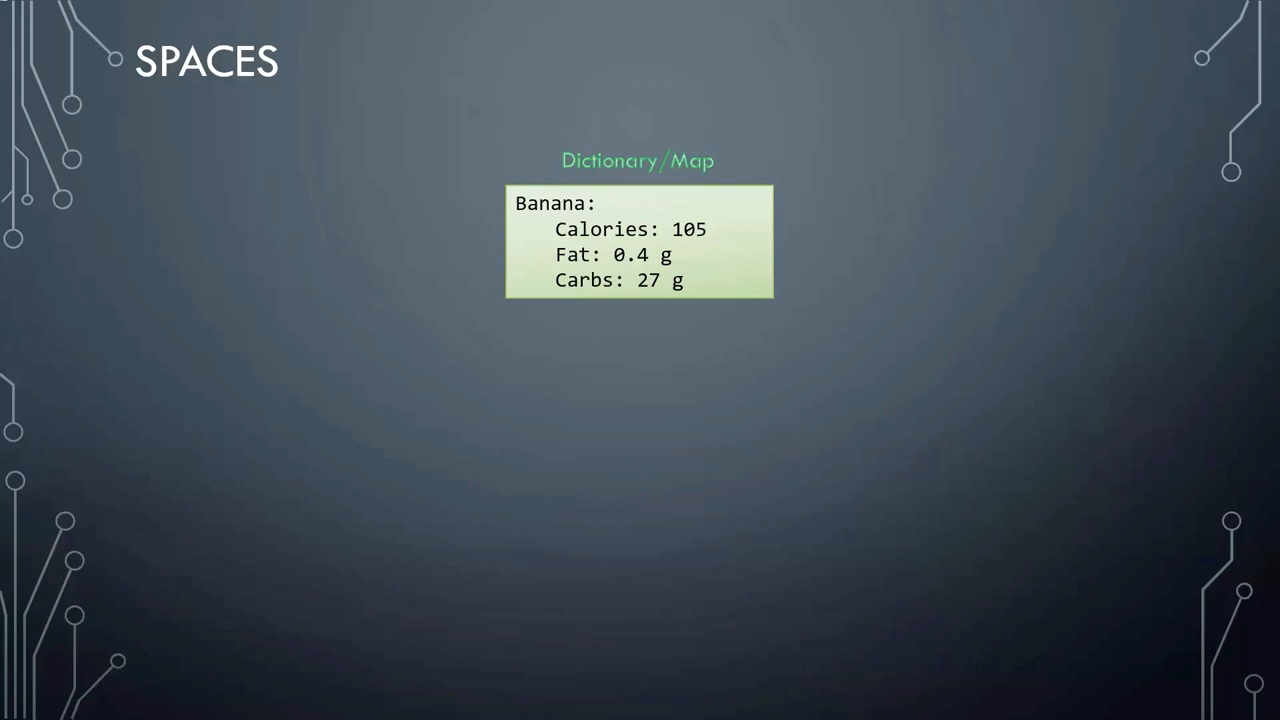 SPACES
Dictionary/Map
Banana:
Calories: 105
Fat: 0.4 g
Carbs: 27 g